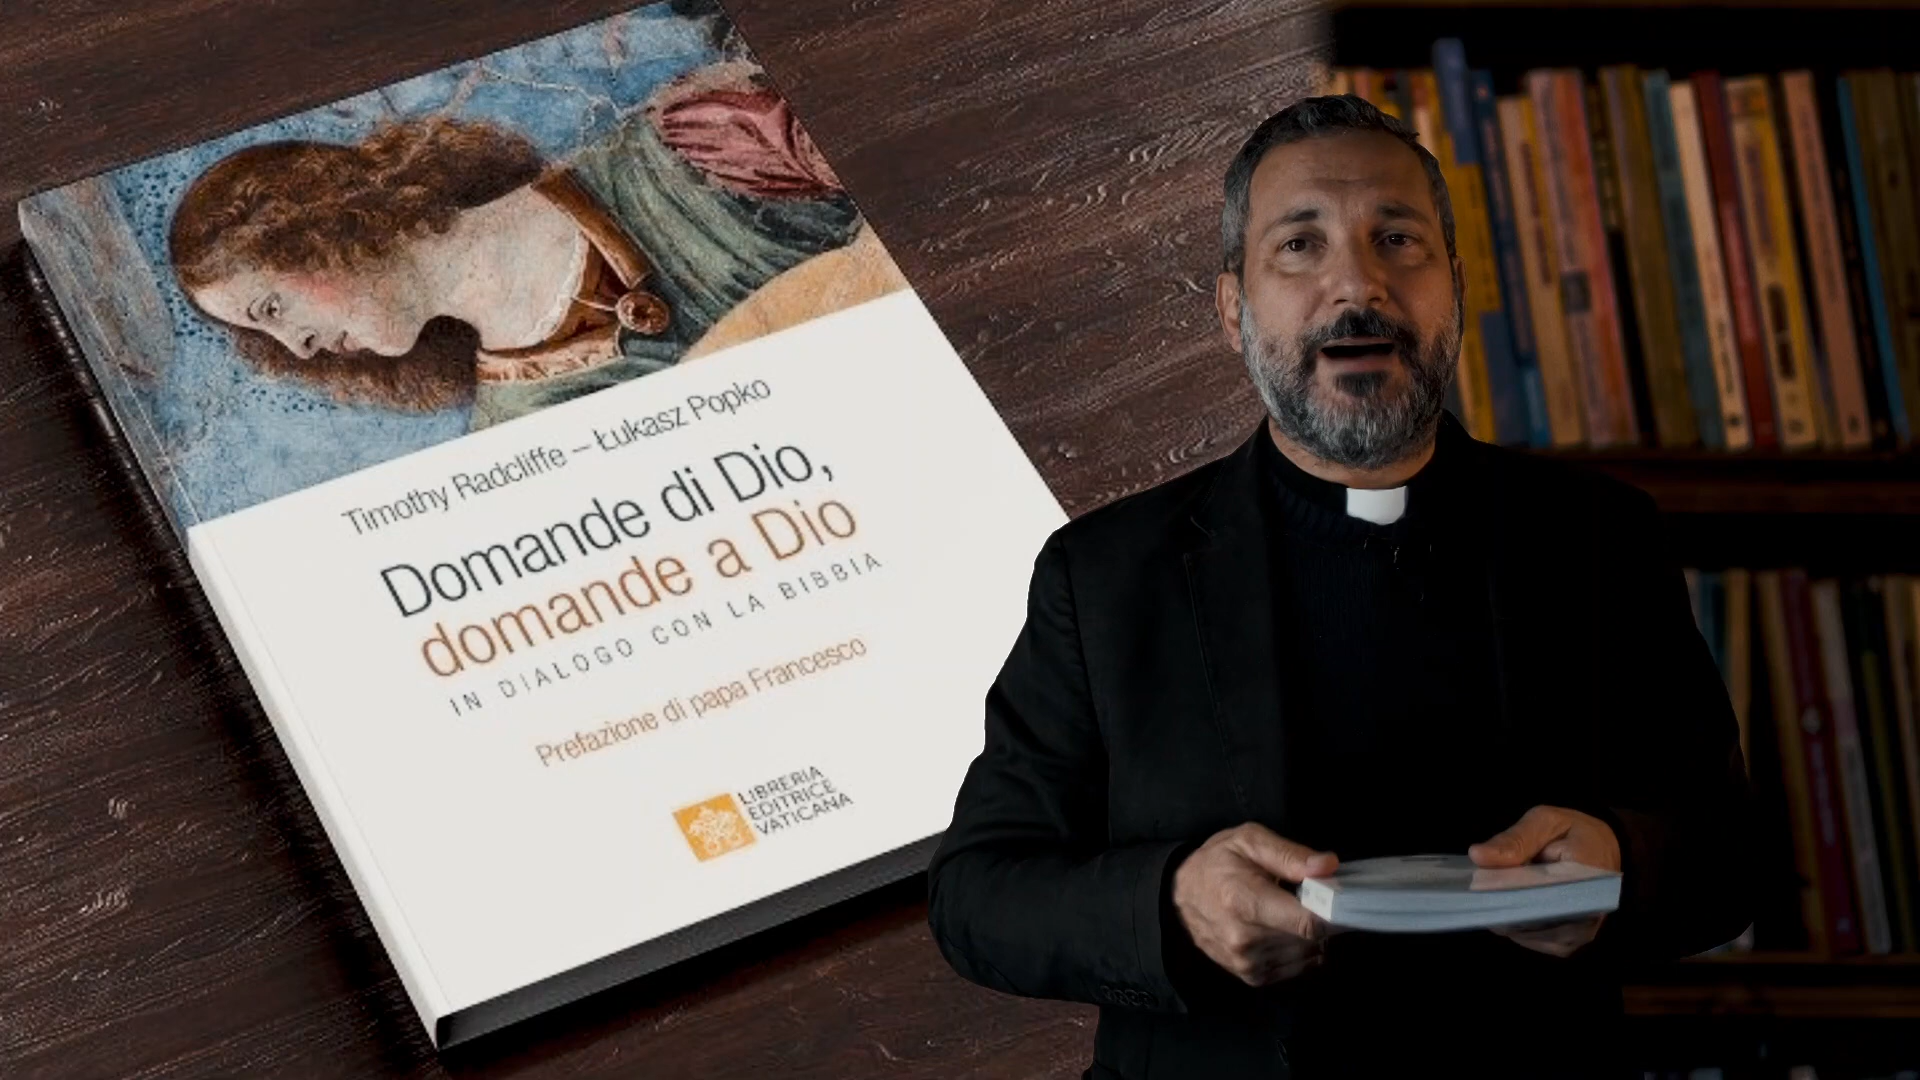 Timothy Radcliffe – Łukasz Popko
Domande di Dio,
domande a Dio
IN DIALOGO CON LA BIBBIA
Prefazione di papa Francesco
LIBRERIA
EDITRICE
VATICANA